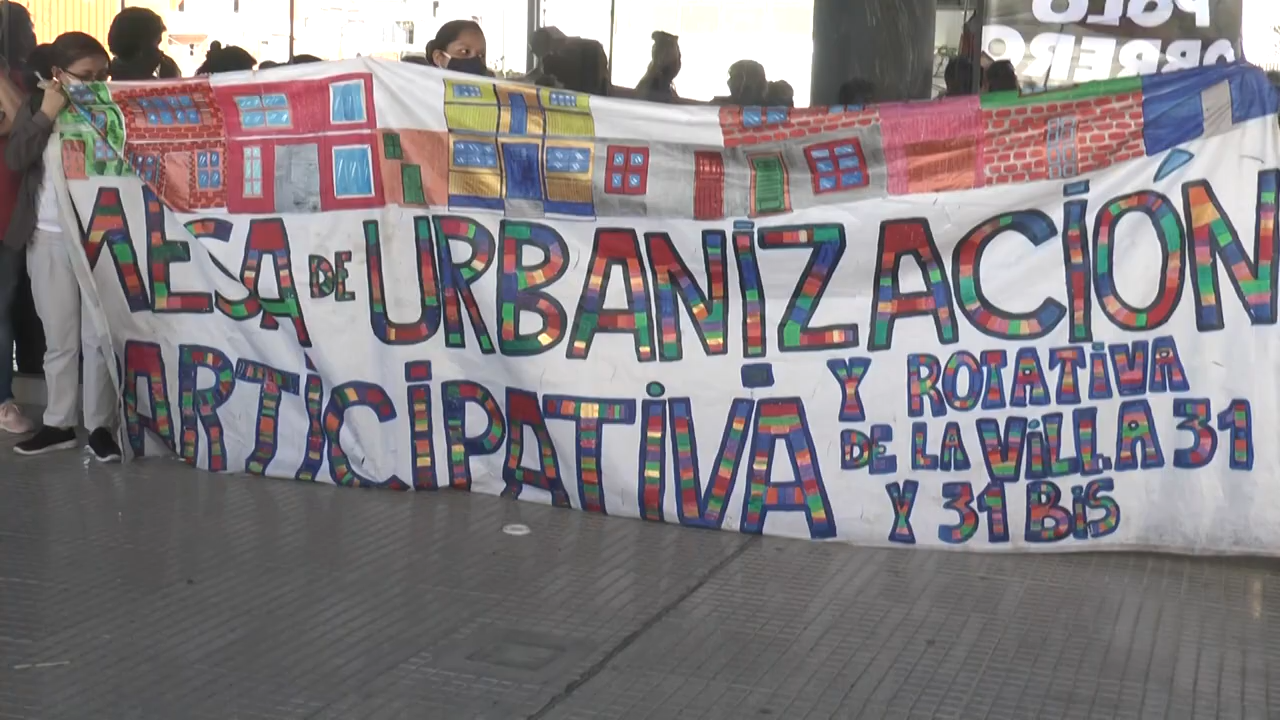 POLO
OBRERO
MESA DE URBANIZACIÓN
PARTICIPATIVA
Y ROTATIVA
DE LA VILLA 31
Y 31 BIS